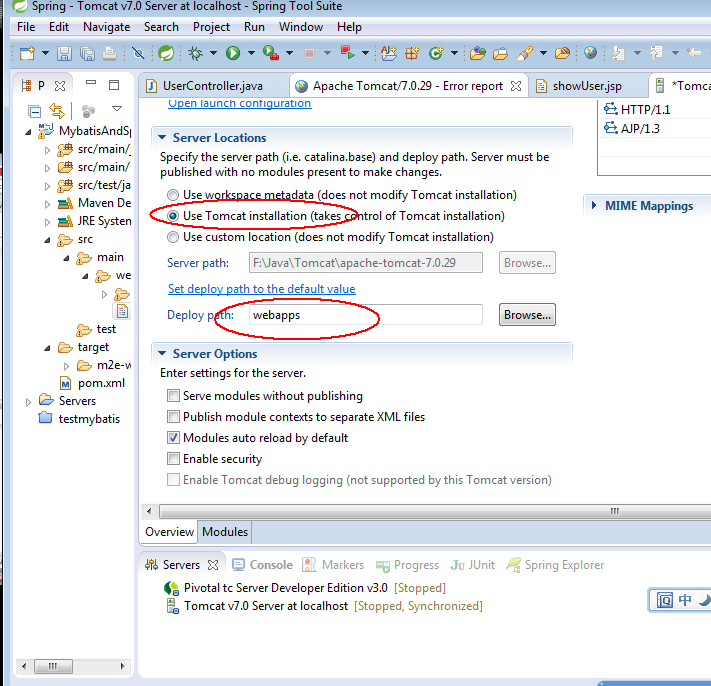 Spring - Tomcat v7.0 Server at localhost - Spring Tool Suite
File Edit Navigate Search Project Run Window Help
P
UserController.java
Apache Tomcat/7.0.29 - Error report
showUser.jsp
*Tomc
Open launch configuration
HTTP/1.1
AJP/1.3
MybatisAndSp
src/main/
src/main/
src/test/ja
Maven De
JRE System
src
main
we
test
target
m2e-w
pom.xml
Servers
testmybatis
Server Locations
Specify the server path (i.e. catalina.base) and deploy path. Server must be
published with no modules present to make changes.
Use workspace metadata (does not modify Tomcat installation)
Use Tomcat installation (takes control of Tomcat installation)
Use custom location (does not modify Tomcat installation)
Server path: F:\Java\Tomcat\apache-tomcat-7.0.29 Browse...
Set deploy path to the default value
Deploy path: webapps Browse...
MIME Mappings
Server Options
Enter settings for the server.
Serve modules without publishing
Publish module contexts to separate XML files
Modules auto reload by default
Enable security
Enable Tomcat debug logging (not supported by this Tomcat version)
Overview Modules
Servers Console Markers Progress JUnit Spring Explorer
Pivotal tc Server Developer Edition v3.0 [Stopped]
Tomcat v7.0 Server at localhost [Stopped, Synchronized]
中